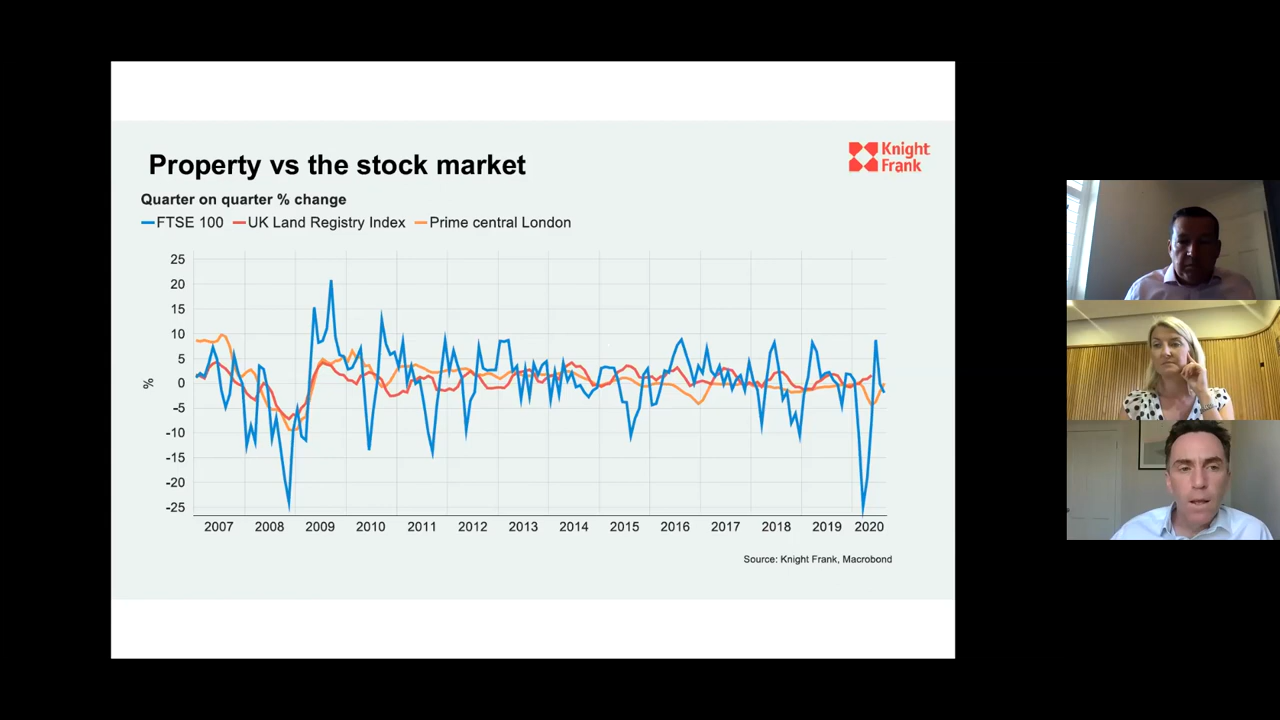 Property vs the stock market
Knight
Frank
Quarter on quarter % change
FTSE 100 UK Land Registry Index Prime central London
25
20
15
10
5
0
-5
-10
-15
-20
-25
%
2007 2008 2009 2010 2011 2012 2013 2014 2015 2016 2017 2018 2019 2020
Source: Knight Frank, Macrobond